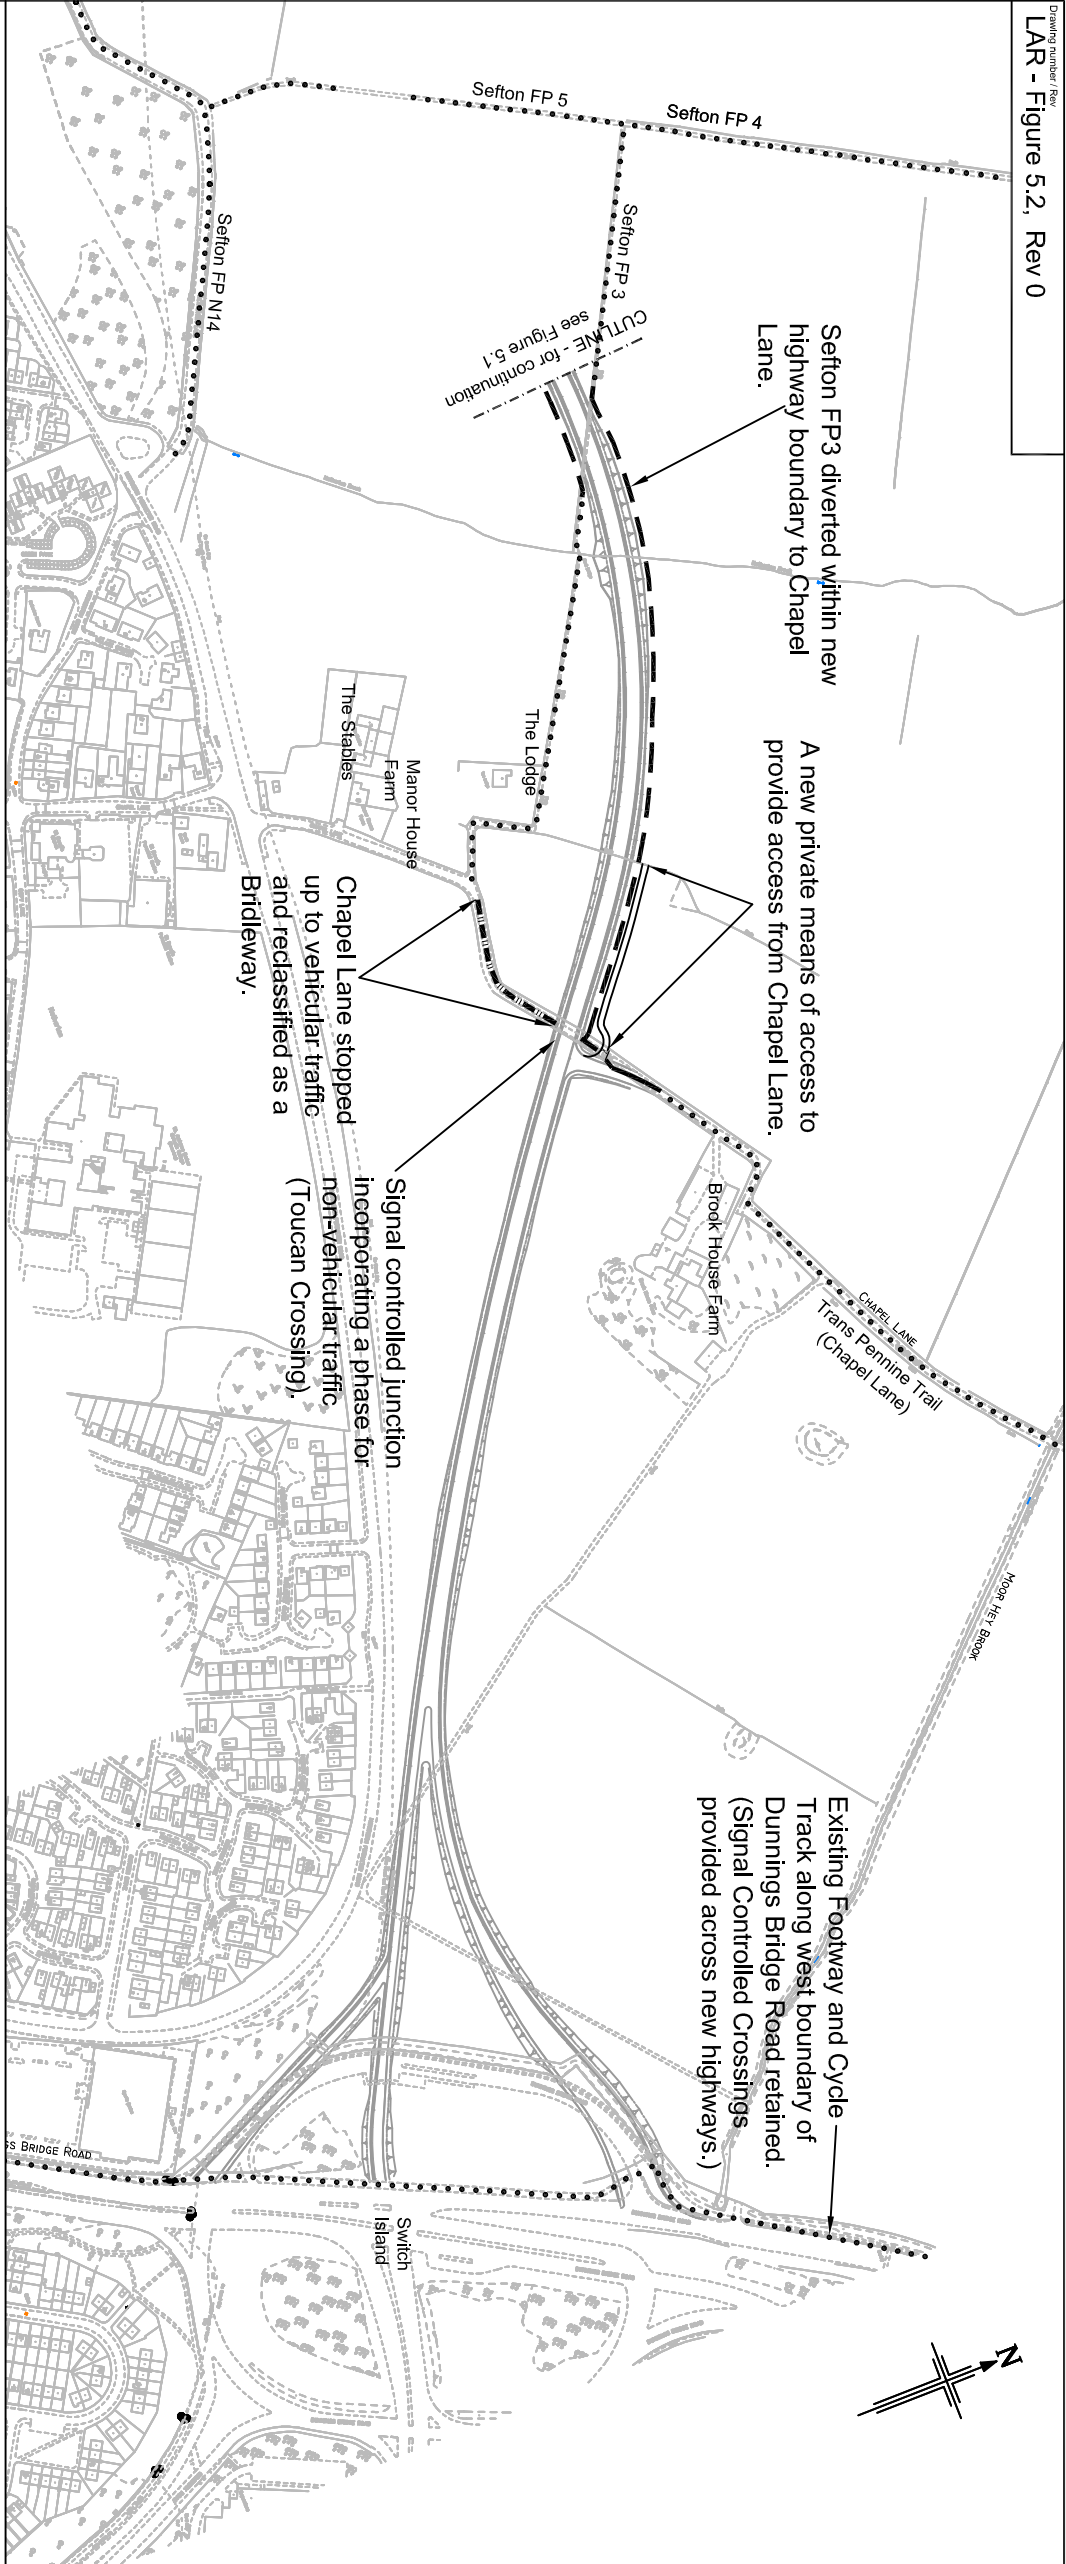 Drawing number / Rev
LAR - Figure 5.2, Rev 0
Sefton FP 5
Sefton FP 4
Sefton FP N14
Sefton FP 3
CUTLINE - for continuation
see Figure 5.1
Sefton FP3 diverted within new
highway boundary to Chapel
Lane.
A new private means of access to
provide access from Chapel Lane.
The Lodge
The Stables
Manor House
Farm
Chapel Lane stopped
up to vehicular traffic
and reclassified as a
Bridleway.
Signal controlled junction
incorporating a phase for
non-vehicular traffic
(Toucan Crossing).
Brook House Farm
CHAPEL LANE
Trans Pennine Trail
(Chapel Lane)
MOOR HEY BROOK
Existing Footway and Cycle
Track along west boundary of
Dunnings Bridge Road retained.
(Signal Controlled Crossings
provided across new highways.)
SS BRIDGE ROAD
Switch
Island
N